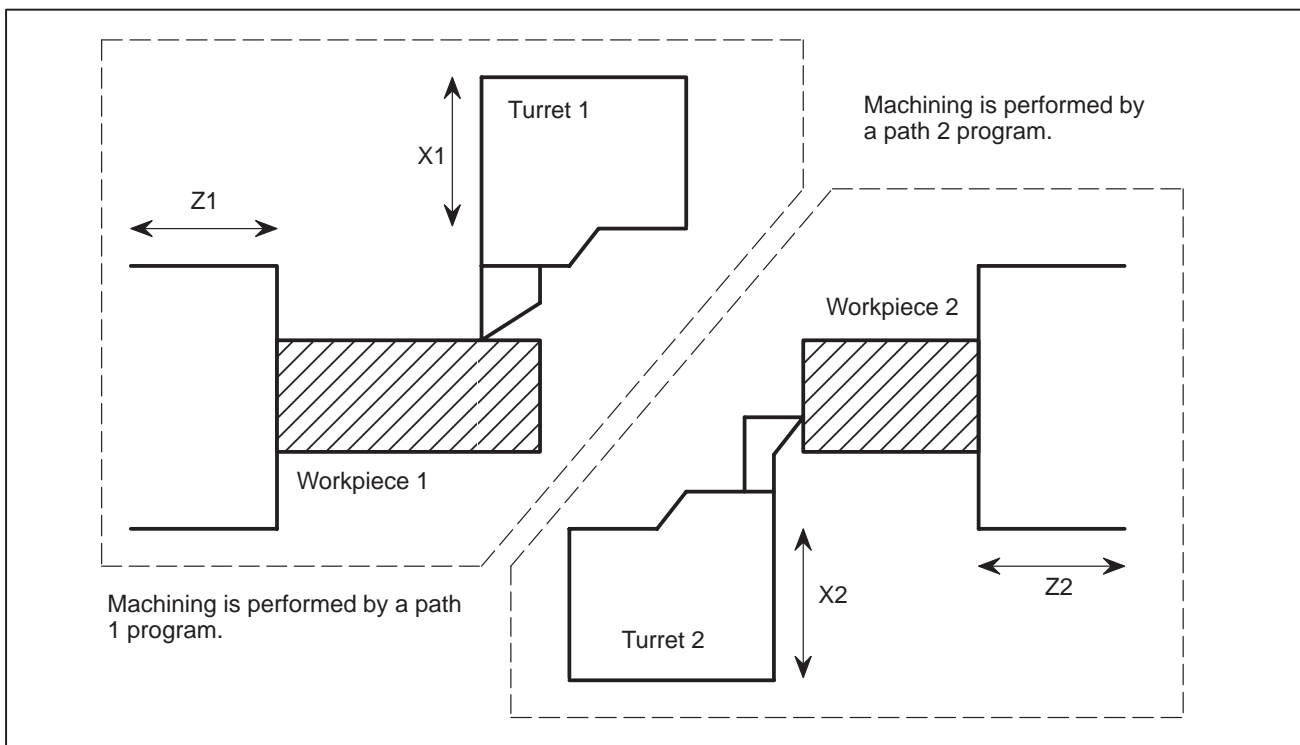 Turret 1
Machining is performed by
a path 2 program.
X1
Z1
Workpiece 2
Workpiece 1
Machining is performed by a path
1 program.
X2
Z2
Turret 2